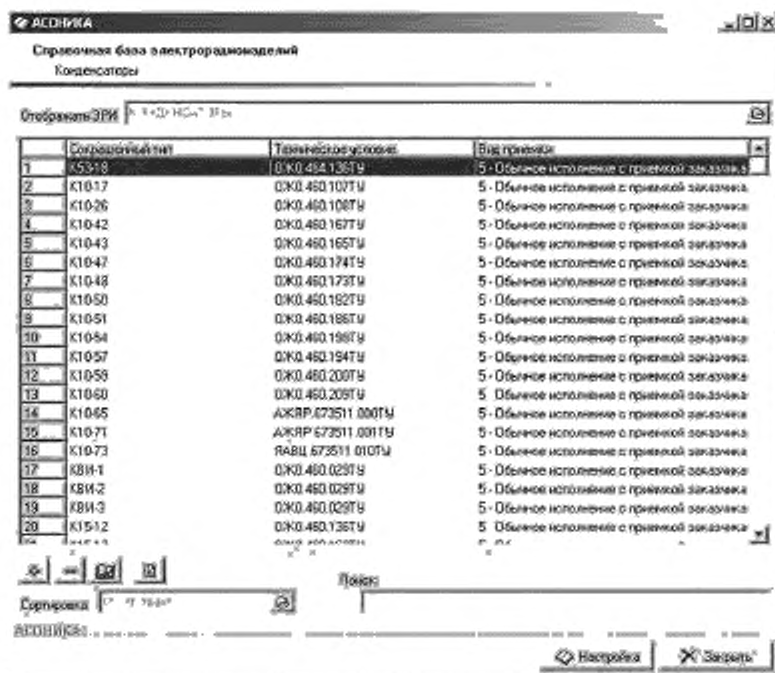 АСОНИКА
Справочная база электрорадиоизделий
Конденсаторы
Отображать ЭРИ
Сокращенный тип Технические условия Вид приемки
1 К53-18 ОЖ0.464.136ТУ 5 - Обычное исполнение с приемкой заказчика
2 К10-17 ОЖ0.460.107ТУ 5 - Обычное исполнение с приемкой заказчика
3 К10-26 ОЖ0.460.108ТУ 5 - Обычное исполнение с приемкой заказчика
4 К10-42 ОЖ0.460.167ТУ 5 - Обычное исполнение с приемкой заказчика
5 К10-43 ОЖ0.460.165ТУ 5 - Обычное исполнение с приемкой заказчика
6 К10-47 ОЖ0.460.174ТУ 5 - Обычное исполнение с приемкой заказчика
7 К10-48 ОЖ0.460.173ТУ 5 - Обычное исполнение с приемкой заказчика
8 К10-50 ОЖ0.460.192ТУ 5 - Обычное исполнение с приемкой заказчика
9 К10-51 ОЖ0.460.186ТУ 5 - Обычное исполнение с приемкой заказчика
10 К10-54 ОЖ0.460.198ТУ 5 - Обычное исполнение с приемкой заказчика
11 К10-57 ОЖ0.460.194ТУ 5 - Обычное исполнение с приемкой заказчика
12 К10-59 ОЖ0.460.200ТУ 5 - Обычное исполнение с приемкой заказчика
13 К10-60 ОЖ0.460.209ТУ 5 Обычное исполнение с приемкой заказчика
14 К10-65 АЖЯР.673511.000ТУ 5 - Обычное исполнение с приемкой заказчика
15 К10-71 АЖЯР.673511.001ТУ 5 - Обычное исполнение с приемкой заказчика
16 К10-73 ЯАВЦ.673511.010ТУ 5 - Обычное исполнение с приемкой заказчика
17 КВИ-1 ОЖ0.460.029ТУ 5 - Обычное исполнение с приемкой заказчика
18 КВИ-2 ОЖ0.460.029ТУ 5 - Обычное исполнение с приемкой заказчика
19 КВИ-3 ОЖ0.460.029ТУ 5 - Обычное исполнение с приемкой заказчика
20 К15-12 ОЖ0.460.136ТУ 5 Обычное исполнение с приемкой заказчика
Поиск:
Сортировка
АСОНИКА
Настройка Закрыть